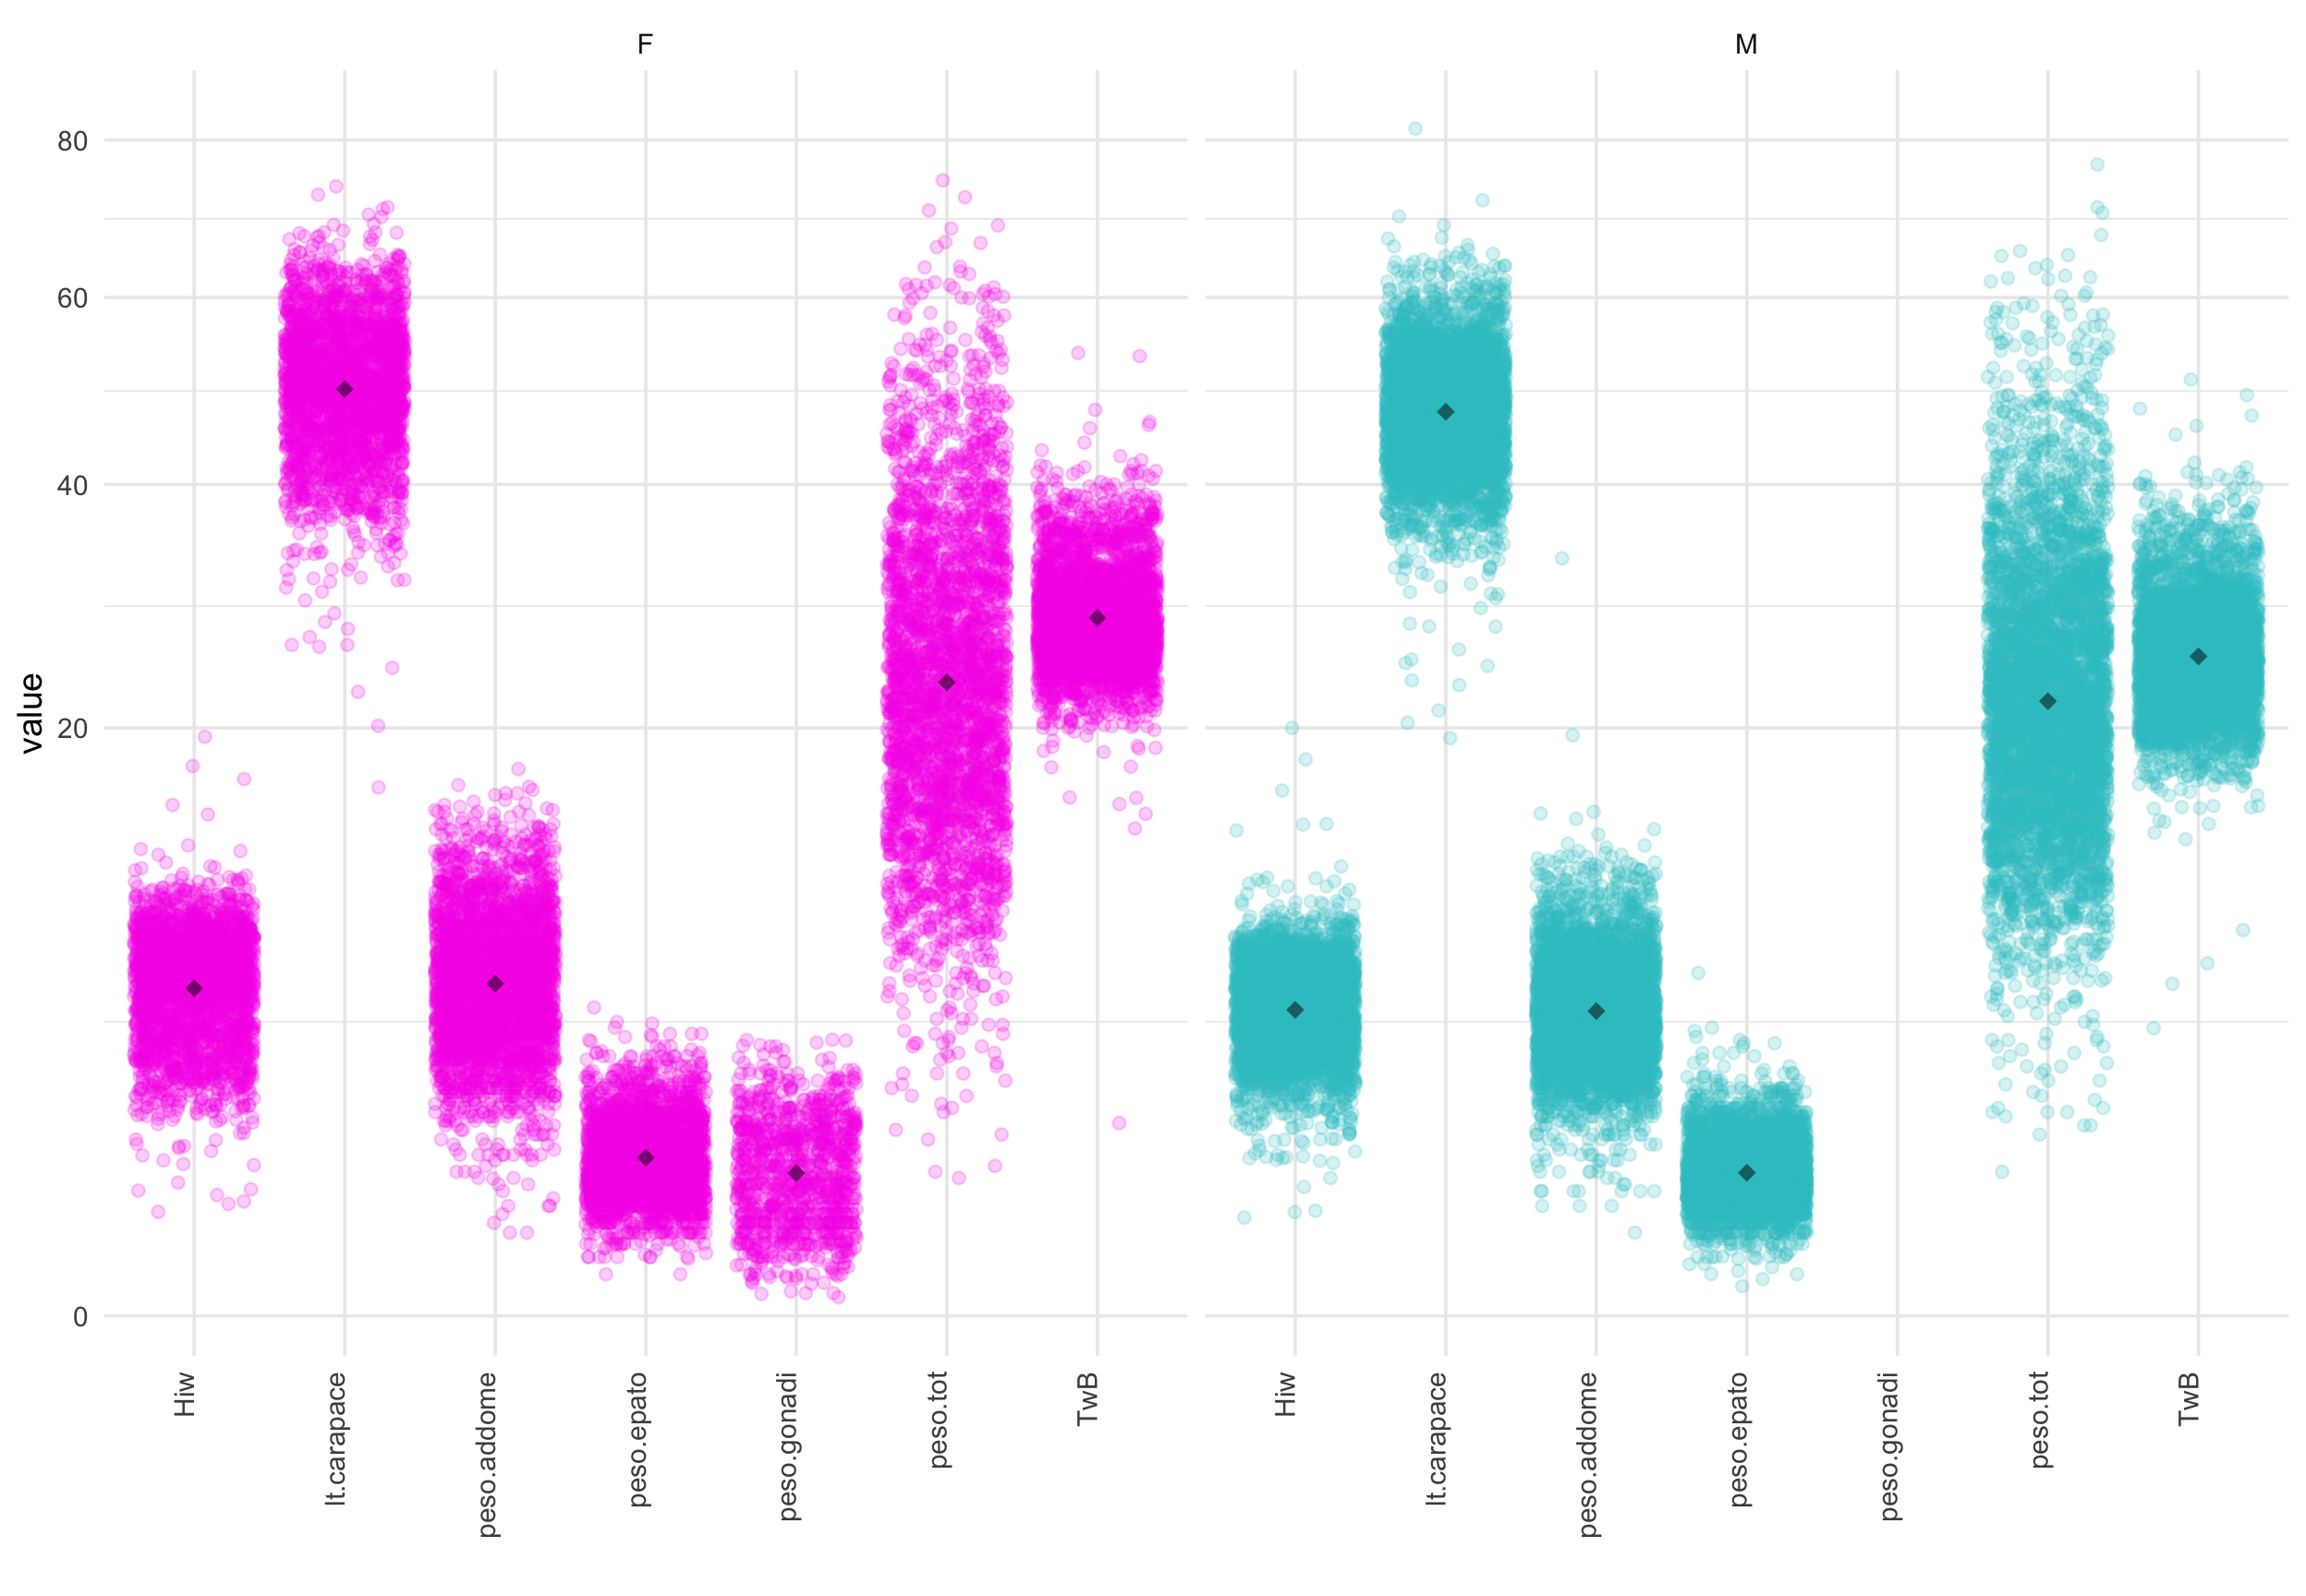 F
M
80
60
40
20
0
value
Hiw
lt.carapace
peso.addome
peso.epato
peso.gonadi
peso.tot
TwB
Hiw
lt.carapace
peso.addome
peso.epato
peso.gonadi
peso.tot
TwB